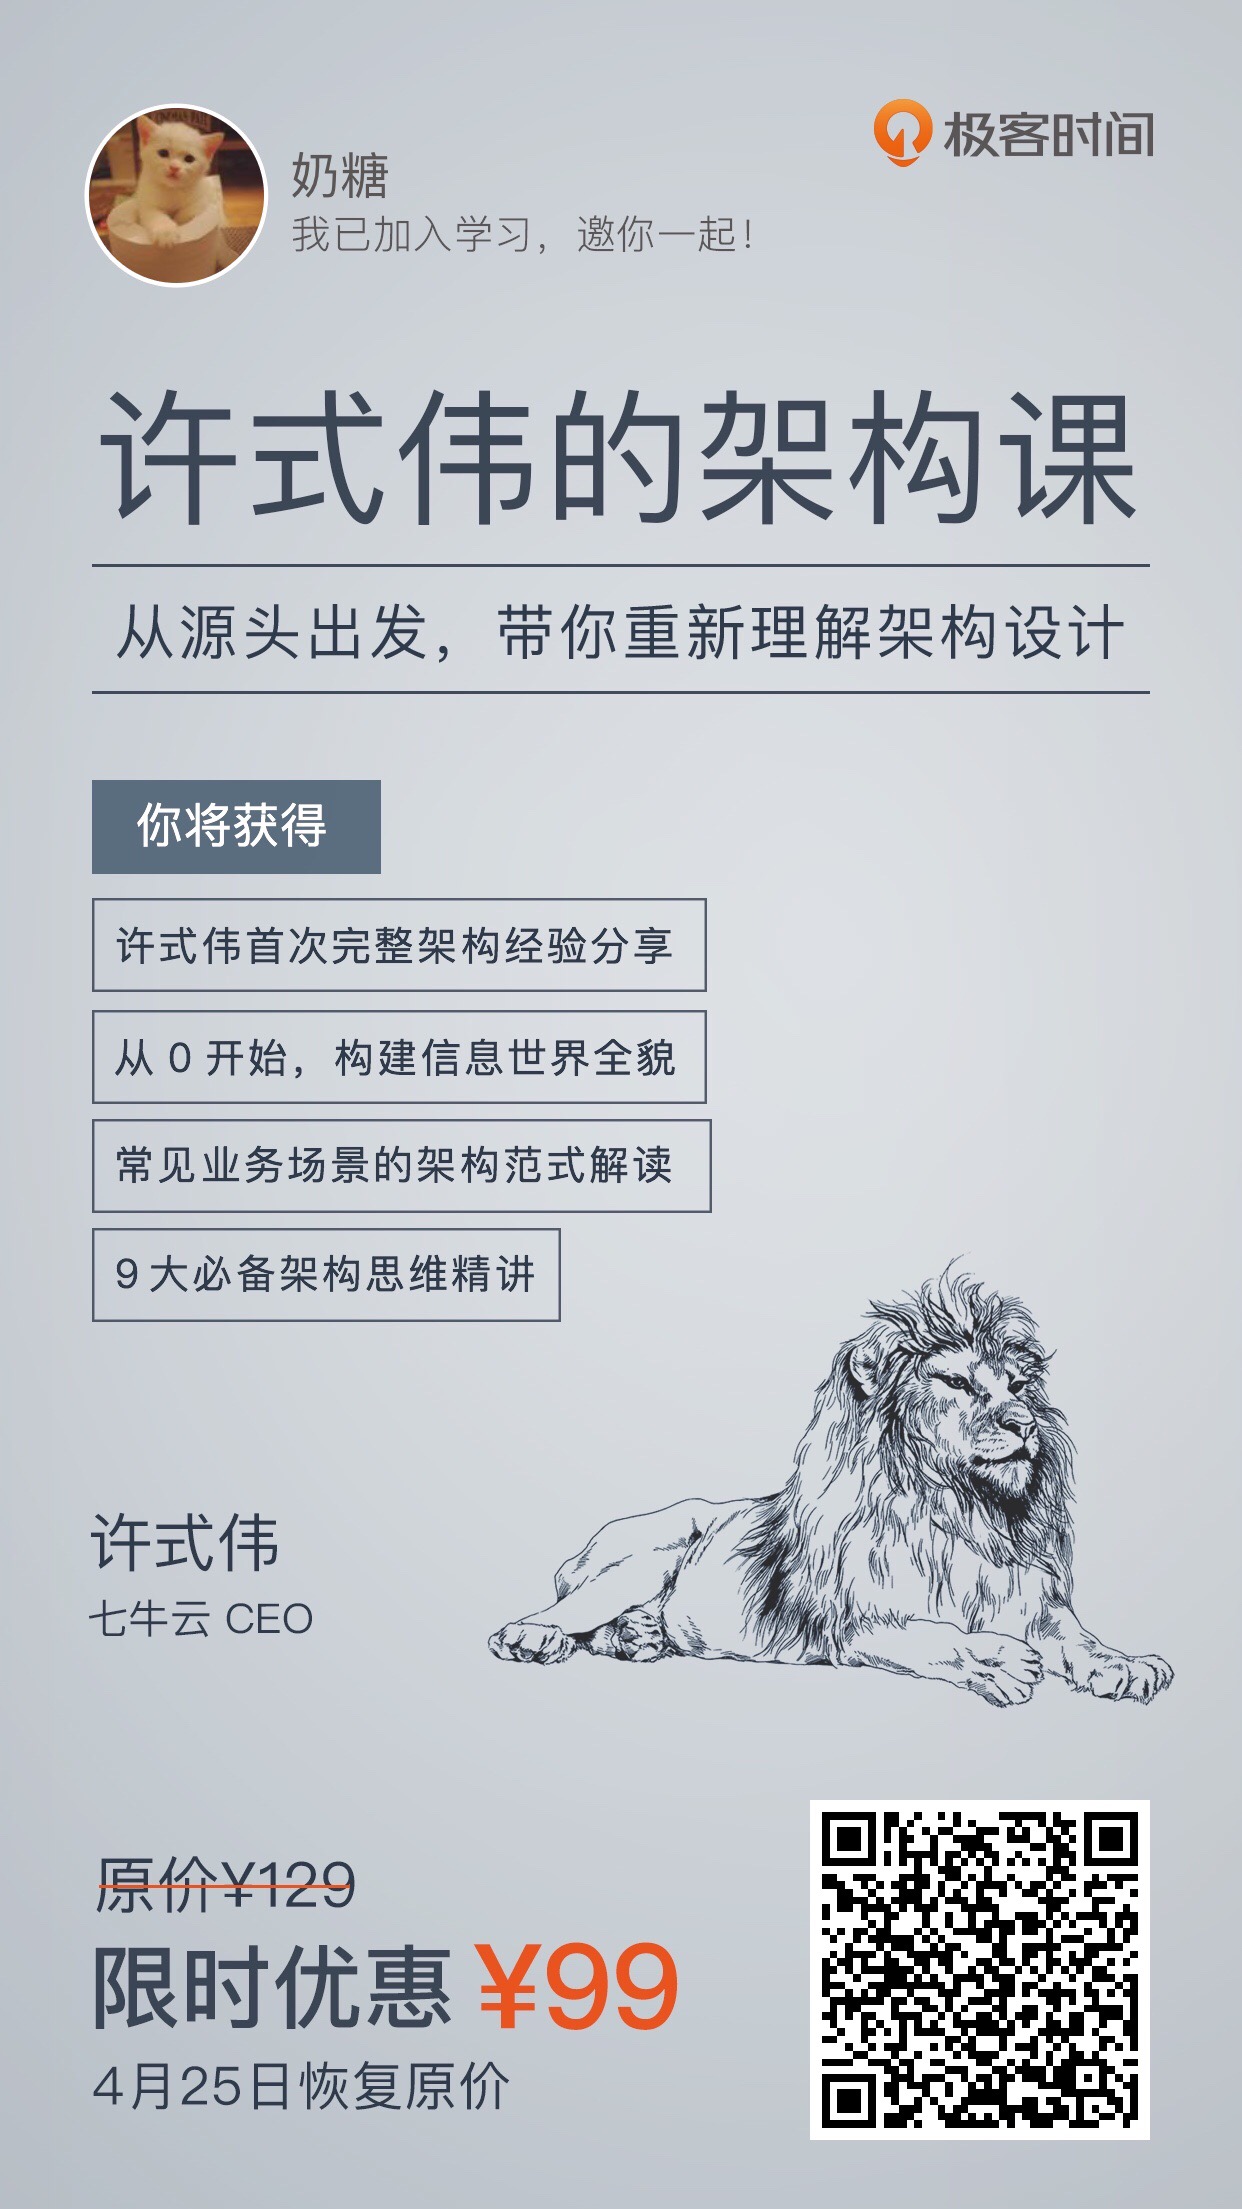 极客时间
奶糖
我已加入学习，邀你一起！
许式伟的架构课
从源头出发，带你重新理解架构设计
你将获得
许式伟首次完整架构经验分享
从 0 开始，构建信息世界全貌
常见业务场景的架构范式解读
9 大必备架构思维精讲
许式伟
七牛云 CEO
原价¥129
限时优惠 ¥99
4月25日恢复原价